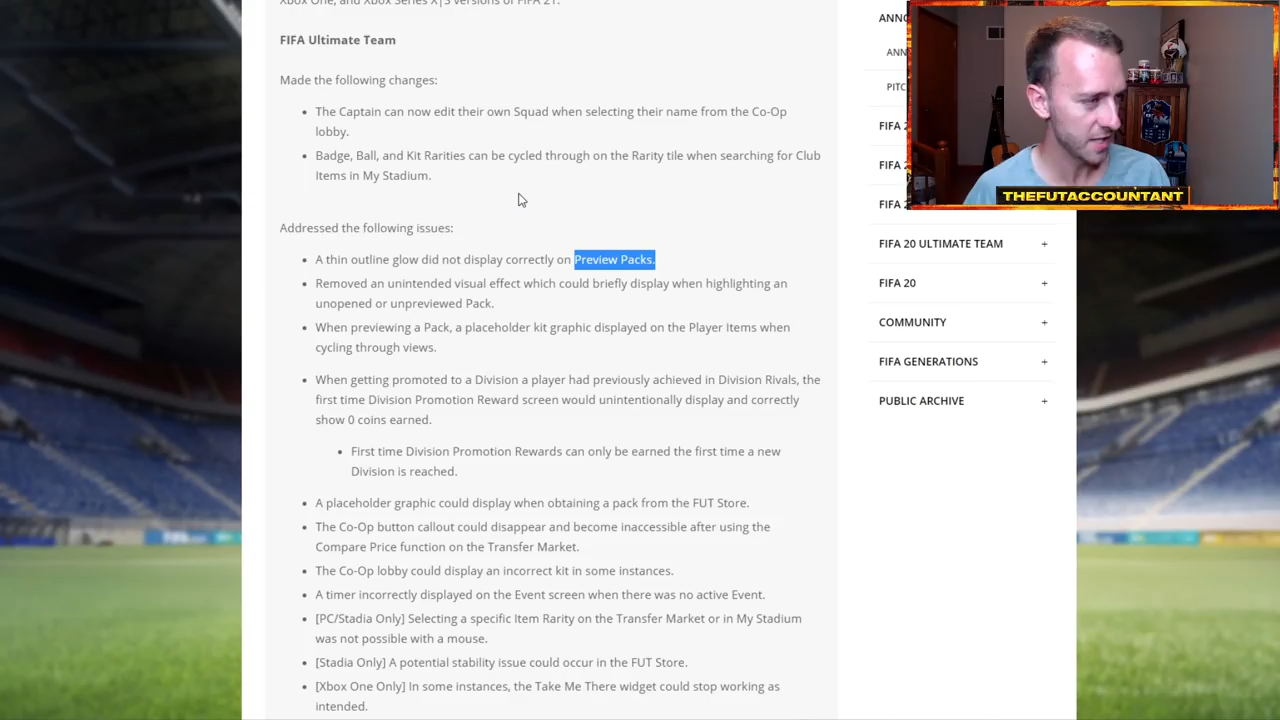 Xbox One, and Xbox Series X|S versions of FIFA 21.
FIFA Ultimate Team
Made the following changes:
The Captain can now edit their own Squad when selecting their name from the Co-Op
lobby.
Badge, Ball, and Kit Rarities can be cycled through on the Rarity tile when searching for Club
Items in My Stadium.
Addressed the following issues:
A thin outline glow did not display correctly on Preview Packs.
Removed an unintended visual effect which could briefly display when highlighting an
unopened or unpreviewed Pack.
When previewing a Pack, a placeholder kit graphic displayed on the Player Items when
cycling through views.
When getting promoted to a Division a player had previously achieved in Division Rivals, the
first time Division Promotion Reward screen would unintentionally display and correctly
show 0 coins earned.
First time Division Promotion Rewards can only be earned the first time a new
Division is reached.
A placeholder graphic could display when obtaining a pack from the FUT Store.
The Co-Op button callout could disappear and become inaccessible after using the
Compare Price function on the Transfer Market.
The Co-Op lobby could display an incorrect kit in some instances.
A timer incorrectly displayed on the Event screen when there was no active Event.
[PC/Stadia Only] Selecting a specific Item Rarity on the Transfer Market or in My Stadium
was not possible with a mouse.
[Stadia Only] A potential stability issue could occur in the FUT Store.
[Xbox One Only] In some instances, the Take Me There widget could stop working as
intended.
ANNO
ANN
PITC
FIFA 2
FIFA 2
FIFA 2
THEFUTACCOUNTANT
FIFA 20 ULTIMATE TEAM +
FIFA 20 +
COMMUNITY +
FIFA GENERATIONS +
PUBLIC ARCHIVE +